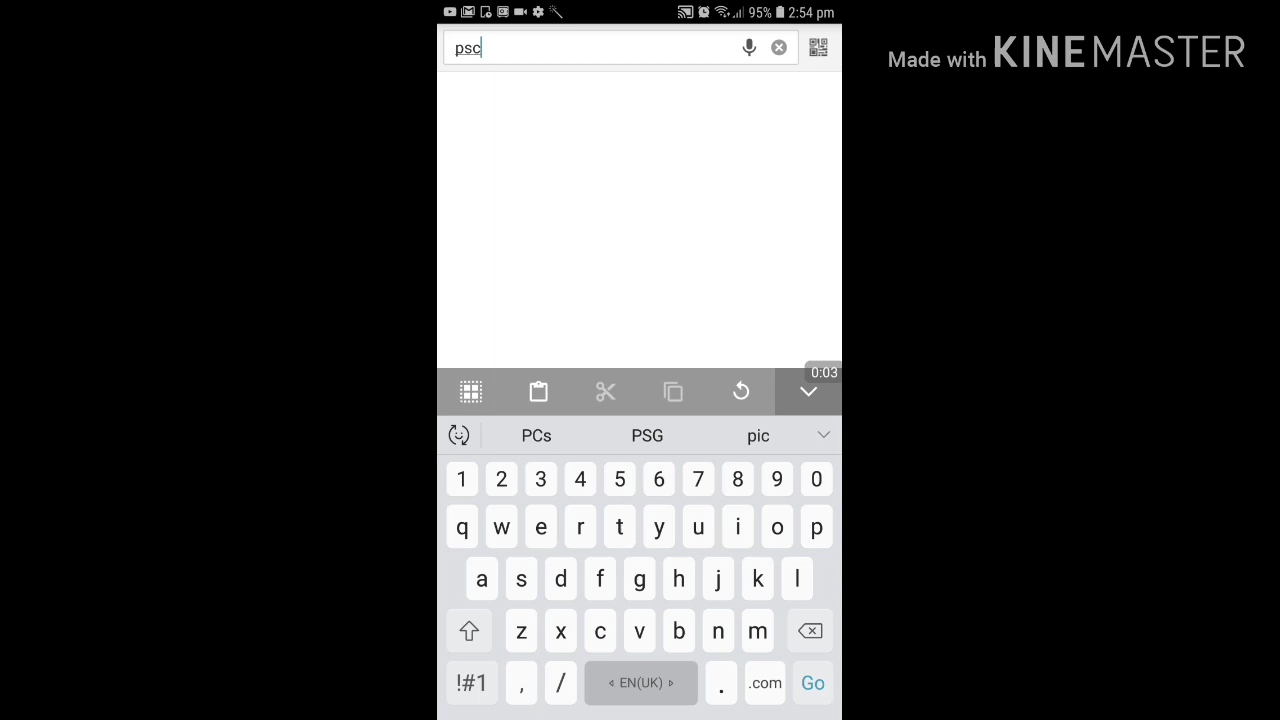 95% 2:54 pm
psc
Made with KINEMASTER
0:03
PCs PSG pic
1 2 3 4 5 6 7 8 9 0
q w e r t y u i o p
a s d f g h j k l
z x c v b n m
!#1 , / EN(UK) . .com Go